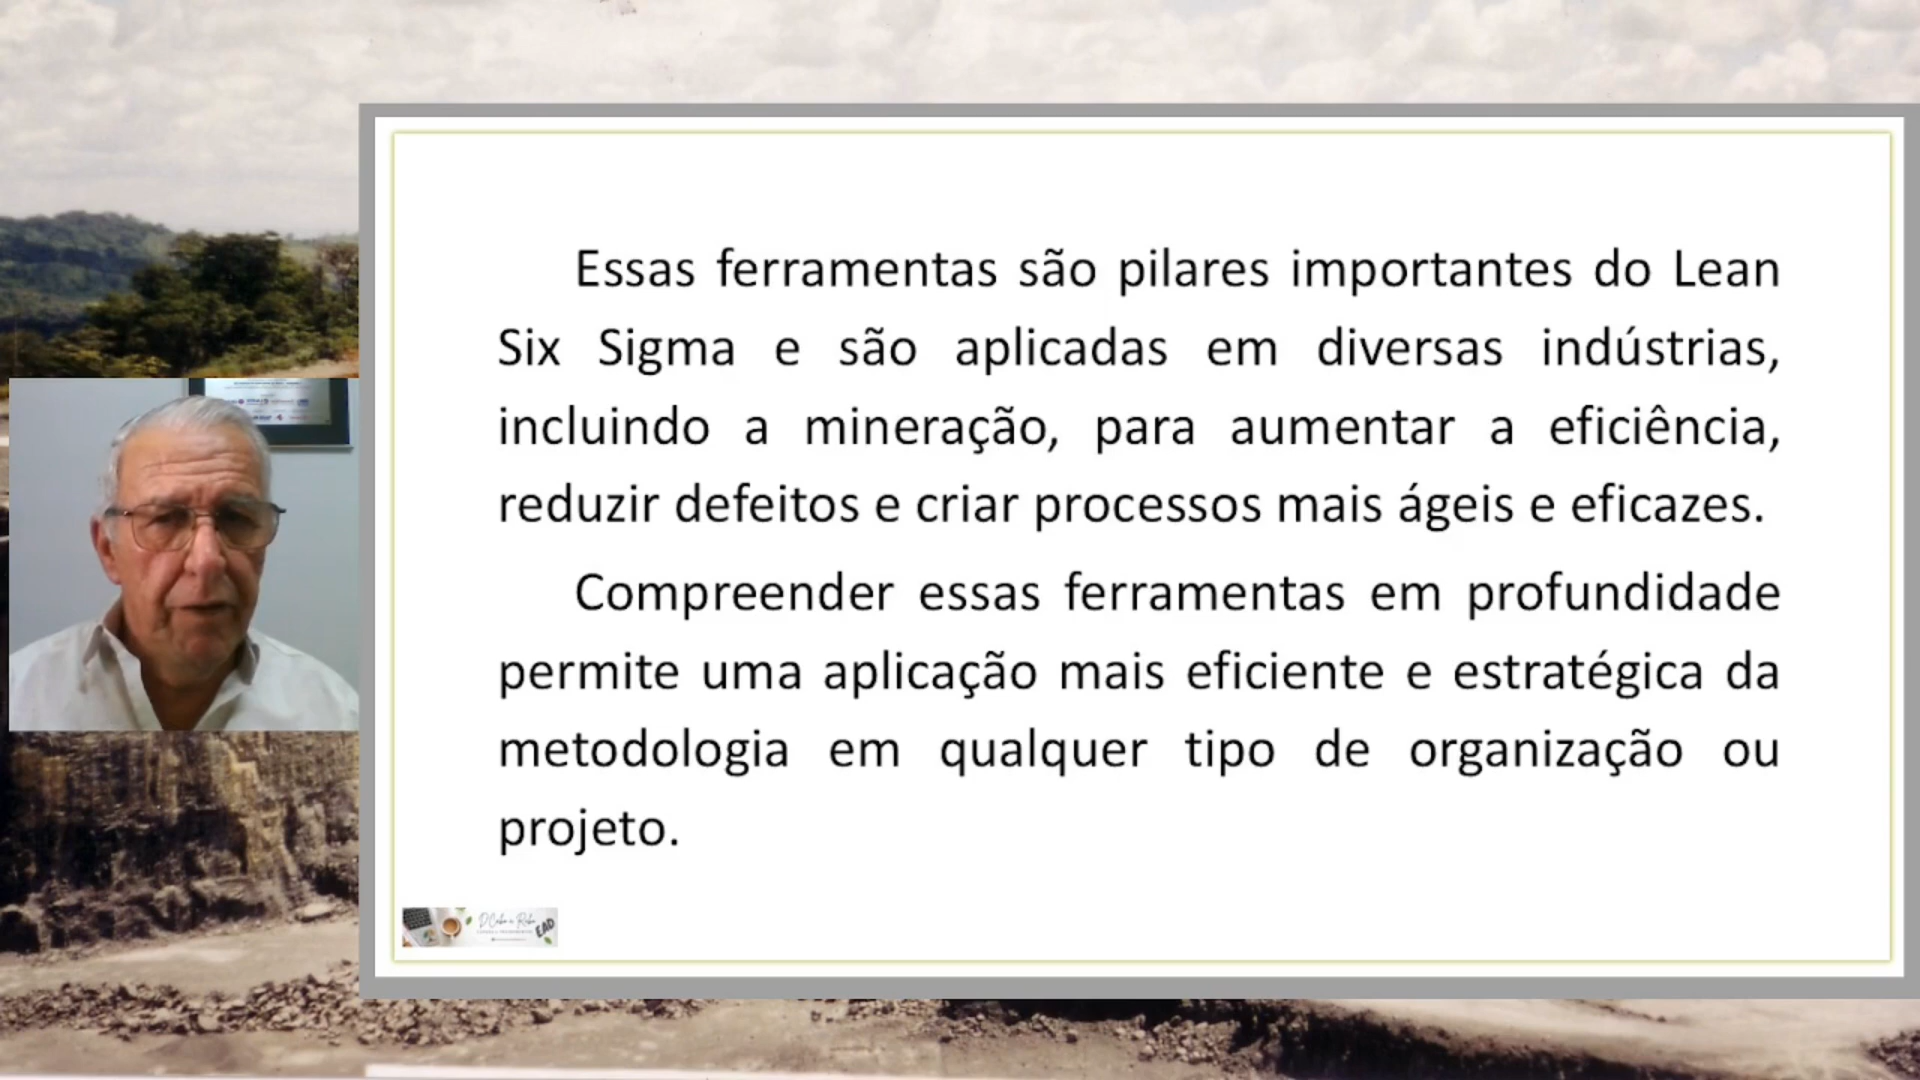 Essas ferramentas são pilares importantes do Lean
Six Sigma e são aplicadas em diversas indústrias,
incluindo a mineração, para aumentar a eficiência,
reduzir defeitos e criar processos mais ágeis e eficazes.
Compreender essas ferramentas em profundidade
permite uma aplicação mais eficiente e estratégica da
metodologia em qualquer tipo de organização ou
projeto.
EAD